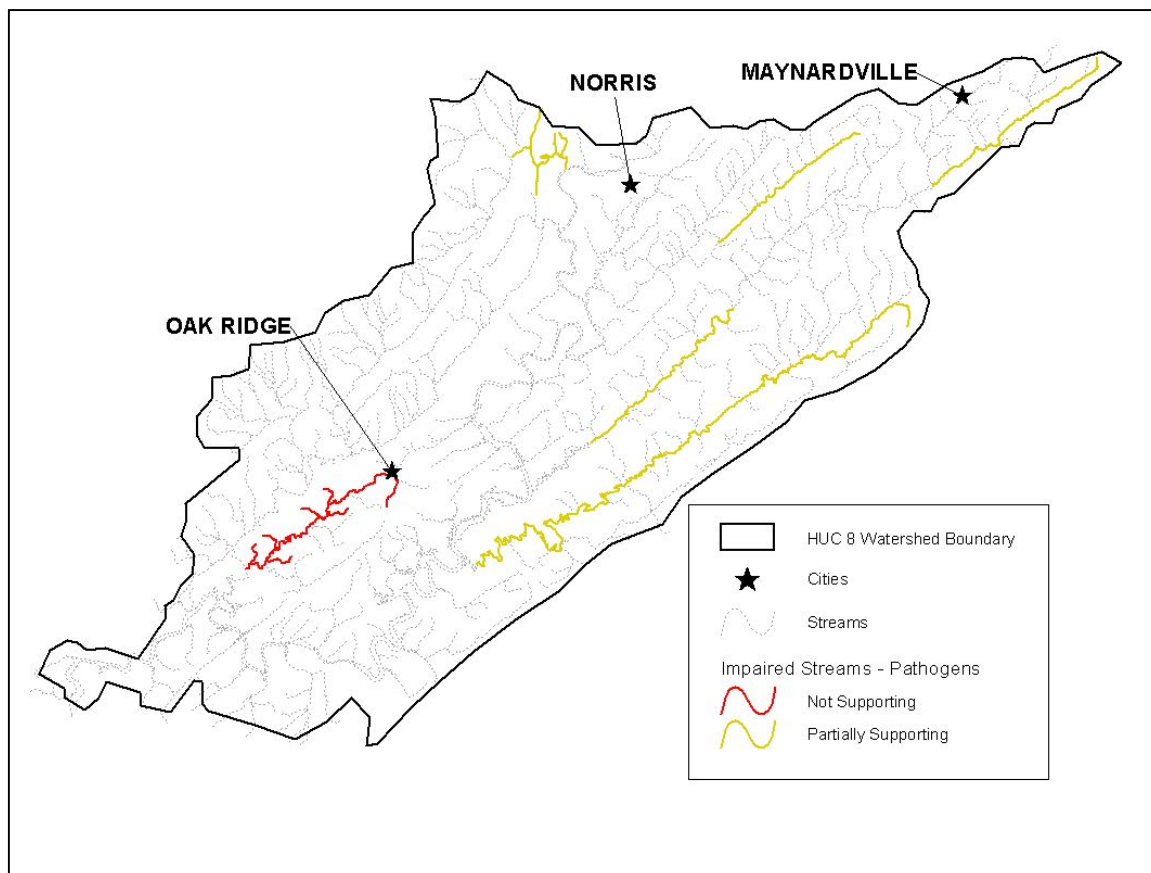 MAYNARDVILLE
NORRIS
OAK RIDGE
HUC 8 Watershed Boundary
Cities
Streams
Impaired Streams - Pathogens
Not Supporting
Partially Supporting